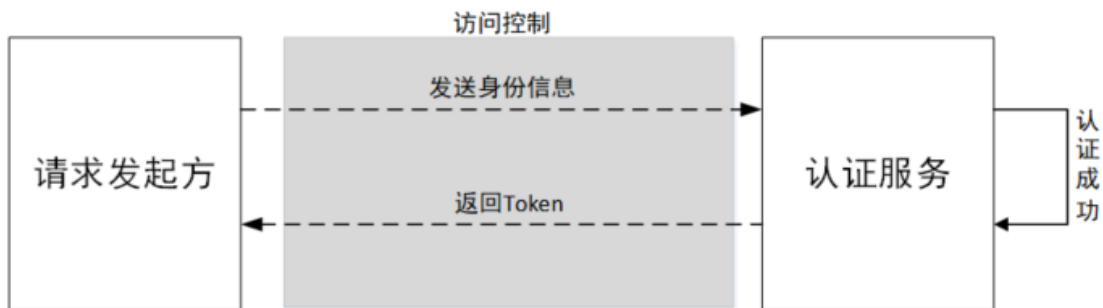 访问控制
发送身份信息
请求发起方
认证服务
认证成功
返回Token